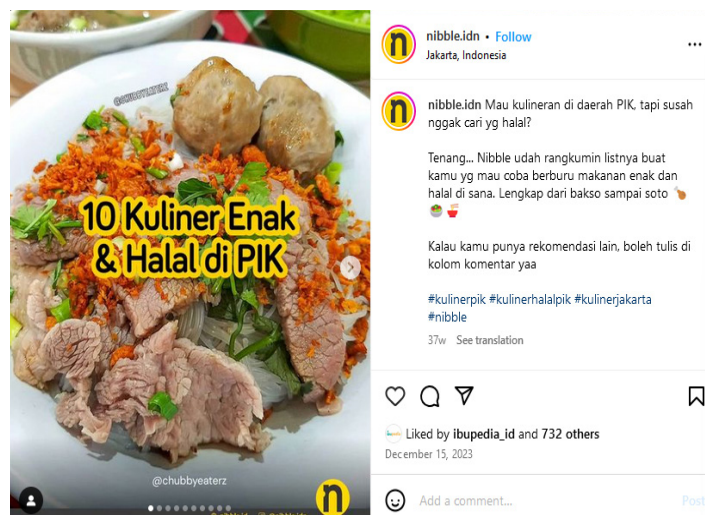 @CHUBBYEATERZ
10 Kuliner Enak
& Halal di PIK
@chubbyeaterz
n
nibble.idn • Follow
Jakarta, Indonesia
nibble.idn Mau kulineran di daerah PIK, tapi susah
nggak cari yg halal?
Tenang... Nibble udah rangkumin listnya buat
kamu yg mau coba berburu makanan enak dan
halal di sana. Lengkap dari bakso sampai soto 🍗
🥗 🍜
Kalau kamu punya rekomendasi lain, boleh tulis di
kolom komentar yaa
#kulinerpik #kulinerhalalpik #kulinerjakarta
#nibble
37w See translation
Liked by ibupedia_id and 732 others
December 15, 2023
Add a comment... Post